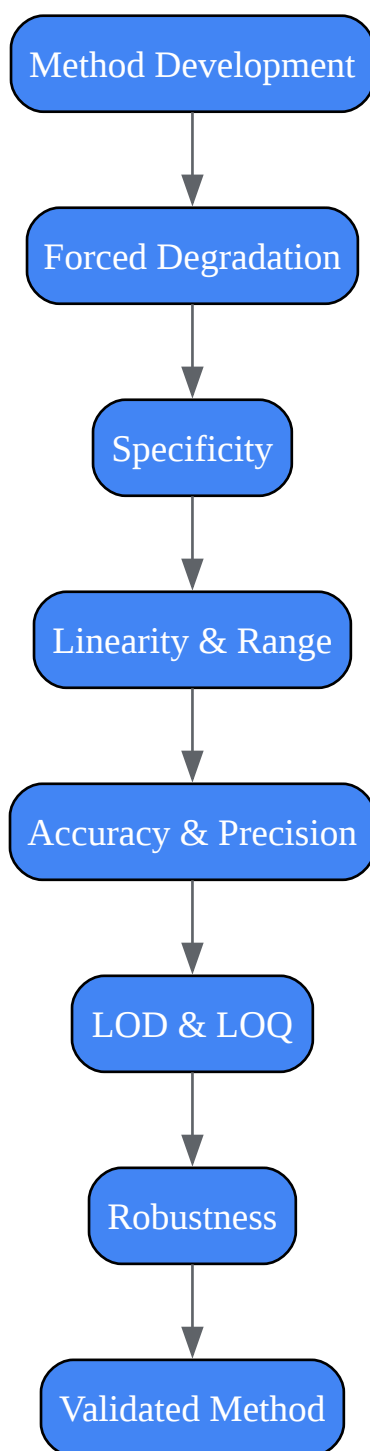 Method Development
Forced Degradation
Specificity
Linearity & Range
Accuracy & Precision
LOD & LOQ
Robustness
Validated Method